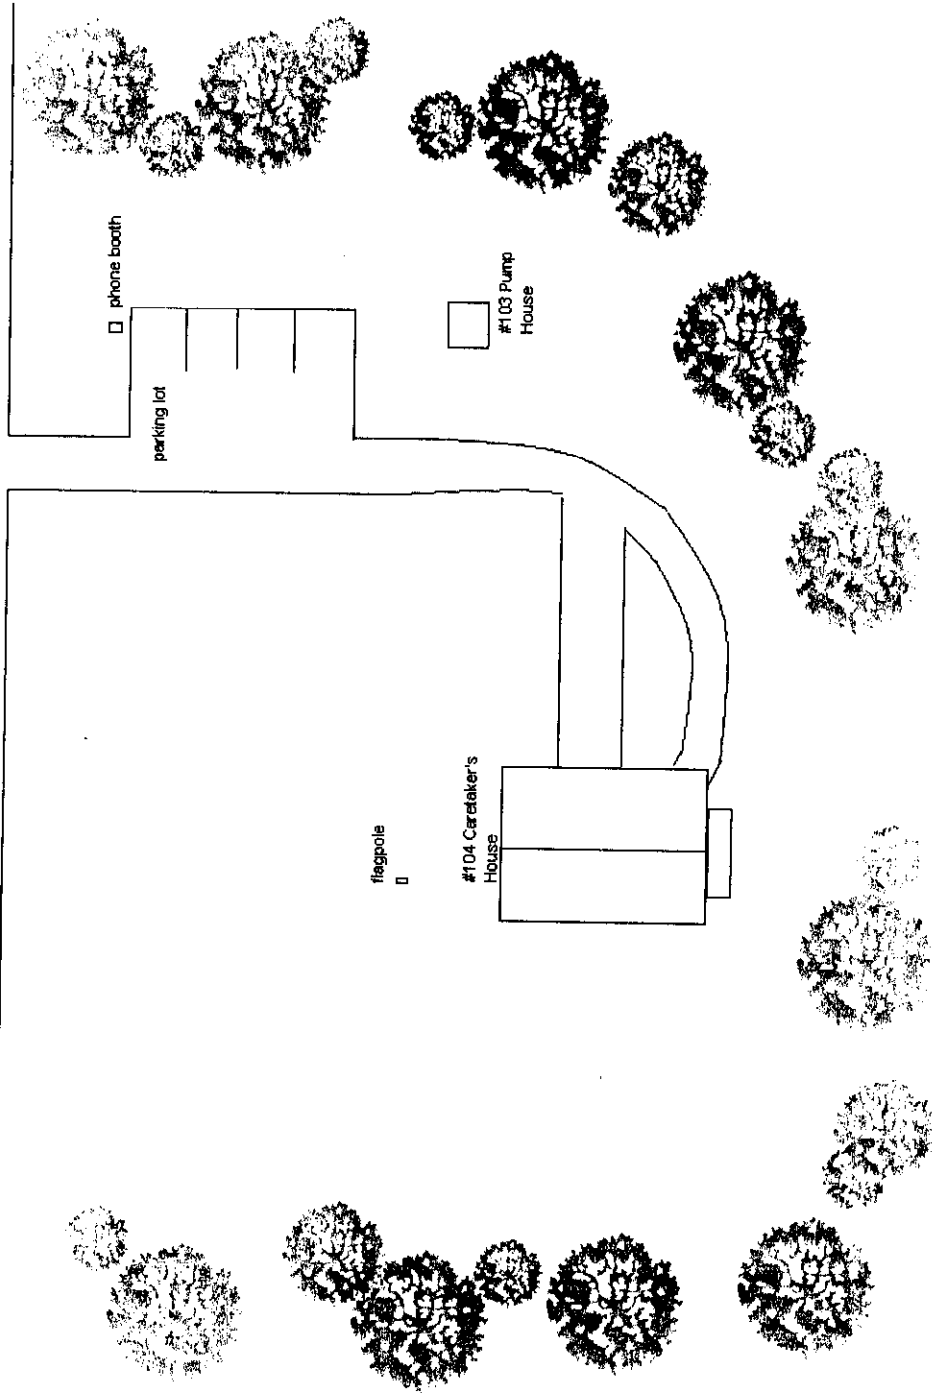 phone booth
parking lot
#103 Pump
House
flagpole
#104 Caretaker's
House